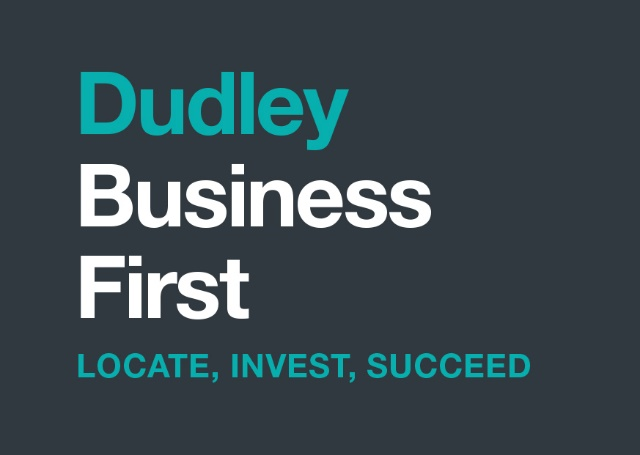 Dudley
Business
First
LOCATE, INVEST, SUCCEED